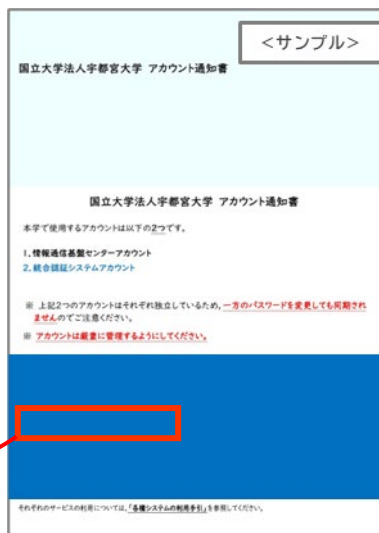 <サンプル>
国立大学法人宇都宮大学 アカウント通知書
国立大学法人宇都宮大学 アカウント通知書
本学で使用するアカウントは以下の2つです。
1. 情報通信基盤センターアカウント
2. 統合認証システムアカウント
※ 上記2つのアカウントはそれぞれ独立しているため,一方のパスワードを変更しても同期され
ませんのでご注意ください。
※ アカウントは厳重に管理するようにしてください。
それぞれのサービスの利用については,「各種システムの利用手引」を参照してください。